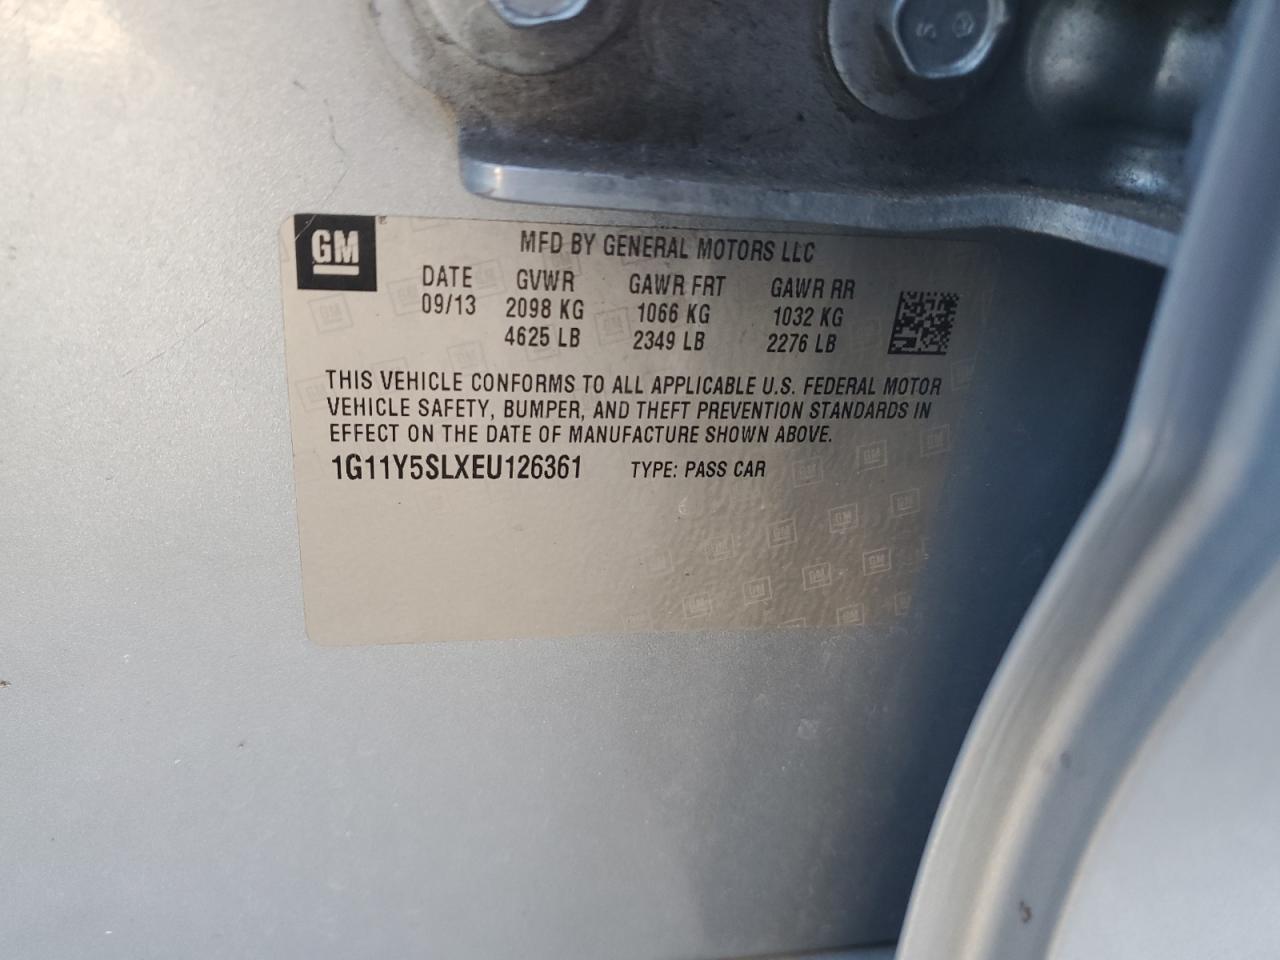 GM
MFD BY GENERAL MOTORS LLC
DATE GVWR GAWR FRT GAWR RR
09/13 2098 KG 1066 KG 1032 KG
4625 LB 2349 LB 2276 LB
THIS VEHICLE CONFORMS TO ALL APPLICABLE U.S. FEDERAL MOTOR
VEHICLE SAFETY, BUMPER, AND THEFT PREVENTION STANDARDS IN
EFFECT ON THE DATE OF MANUFACTURE SHOWN ABOVE.
1G11Y5SLXEU126361 TYPE: PASS CAR